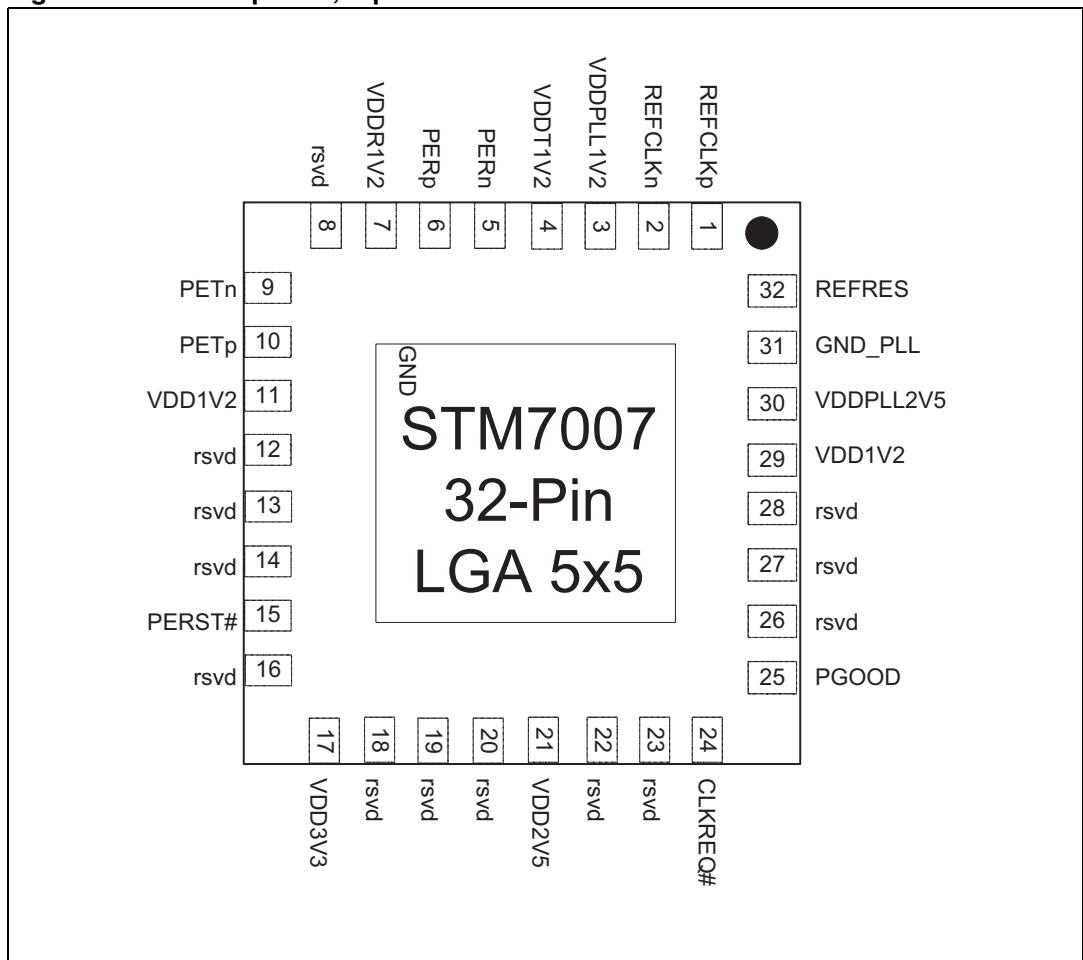 rsvd
VDDR1V2
PERp
PERn
VDDT1V2
VDDPLL1V2
REFCLKn
REFCLKp
8
7
6
5
4
3
2
1
PETn 9
PETp 10
VDD1V2 11
rsvd 12
rsvd 13
rsvd 14
PERST# 15
rsvd 16
GND
STM7007
32-Pin
LGA 5x5
32 REFRES
31 GND_PLL
30 VDDPLL2V5
29 VDD1V2
28 rsvd
27 rsvd
26 rsvd
25 PGOOD
17
18
19
20
21
22
23
24
VDD3V3
rsvd
rsvd
rsvd
VDD2V5
rsvd
rsvd
CLKREQ#